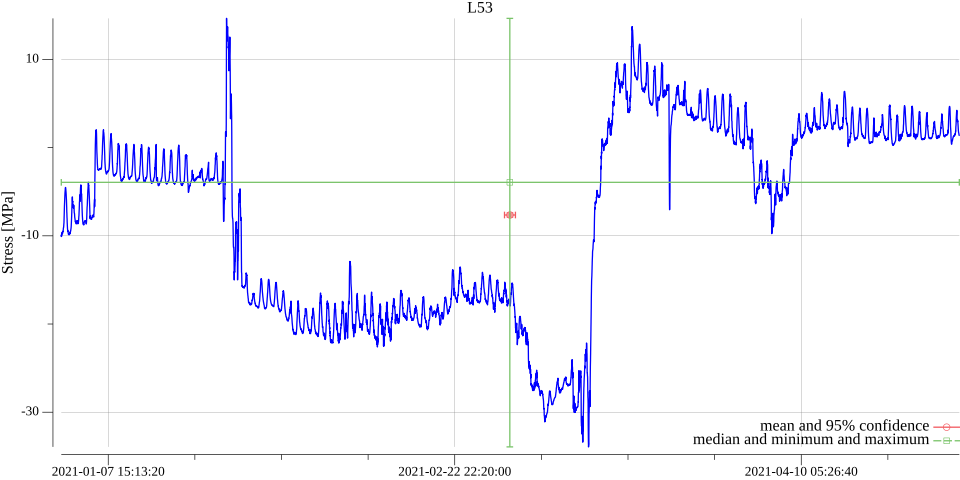 L53
Stress [MPa]
10
-10
-30
mean and 95% confidence
median and minimum and maximum
2021-01-07 15:13:20
2021-02-22 22:20:00
2021-04-10 05:26:40